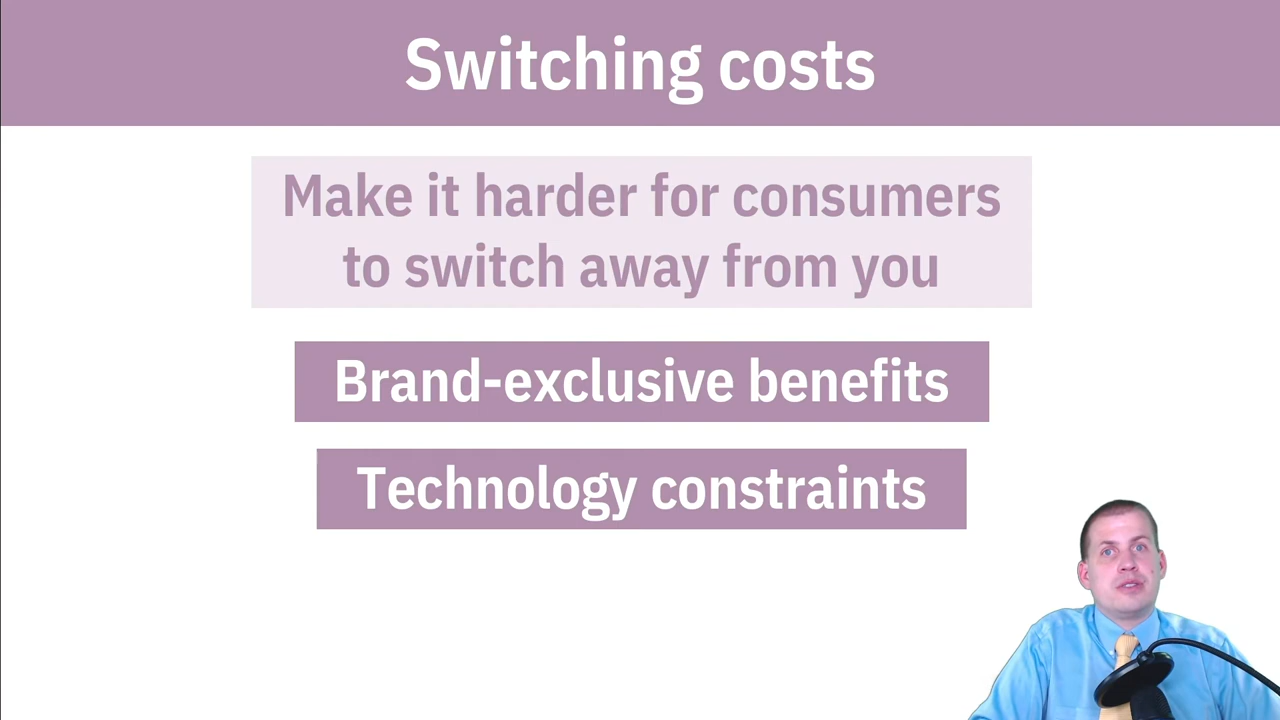 Switching costs
Make it harder for consumers
to switch away from you
Brand-exclusive benefits
Technology constraints